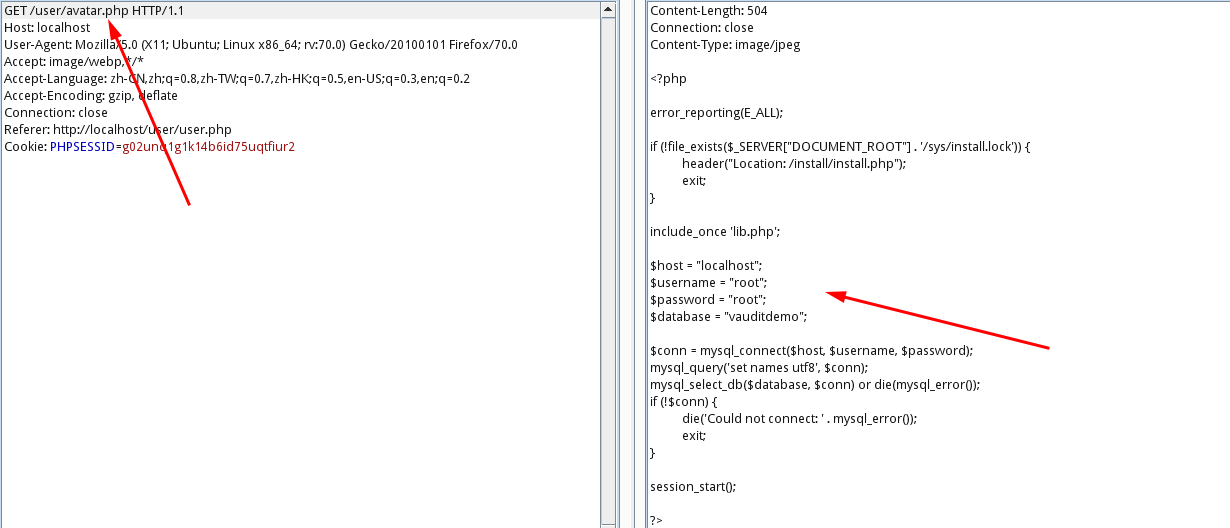 GET /user/avatar.php HTTP/1.1
Host: localhost
User-Agent: Mozilla/5.0 (X11; Ubuntu; Linux x86_64; rv:70.0) Gecko/20100101 Firefox/70.0
Accept: image/webp,*/*
Accept-Language: zh-CN,zh;q=0.8,zh-TW;q=0.7,zh-HK;q=0.5,en-US;q=0.3,en;q=0.2
Accept-Encoding: gzip, deflate
Connection: close
Referer: http://localhost/user/user.php
Cookie: PHPSESSID=g02unq1g1k14b6id75uqtfiur2
Content-Length: 504
Connection: close
Content-Type: image/jpeg
<?php
error_reporting(E_ALL);
if (!file_exists($_SERVER["DOCUMENT_ROOT"] . '/sys/install.lock')) {
header("Location: /install/install.php");
exit;
}
include_once 'lib.php';
$host = "localhost";
$username = "root";
$password = "root";
$database = "vauditdemo";
$conn = mysql_connect($host, $username, $password);
mysql_query('set names utf8', $conn);
mysql_select_db($database, $conn) or die(mysql_error());
if (!$conn) {
die('Could not connect: ' . mysql_error());
exit;
}
session_start();
?>